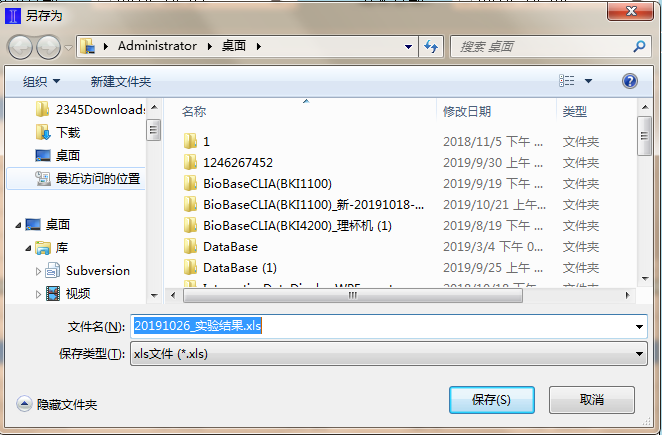 另存为
Administrator 桌面
搜索 桌面
组织 新建文件夹
2345Downloads
下载
桌面
最近访问的位置
桌面
库
Subversion
视频
名称 修改日期 类型
1 2018/11/5 下午 ... 文件夹
1246267452 2019/9/30 上午 ... 文件夹
BioBaseCLIA(BKI1100) 2019/9/19 下午 ... 文件夹
BioBaseCLIA(BKI1100)_新-20191018-... 2019/10/21 上午 ... 文件夹
BioBaseCLIA(BKI4200)_理杯机 (1) 2019/8/19 下午 ... 文件夹
DataBase 2019/3/4 下午 0... 文件夹
DataBase (1) 2019/9/25 上午 ... 文件夹
文件名(N): 20191026_实验结果.xls
保存类型(T): xls文件 (*.xls)
隐藏文件夹
保存(S) 取消